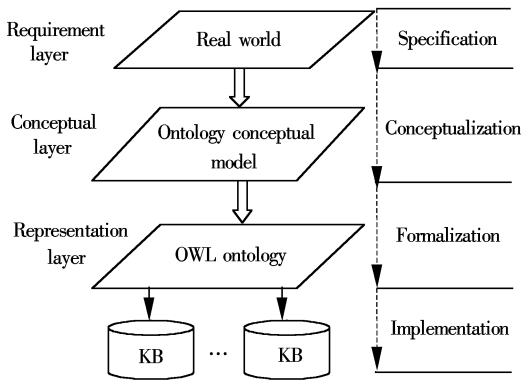 Requirement
layer
Real world
Specification
Conceptual
layer
Ontology conceptual
model
Conceptualization
Representation
layer
OWL ontology
Formalization
KB
...
KB
Implementation